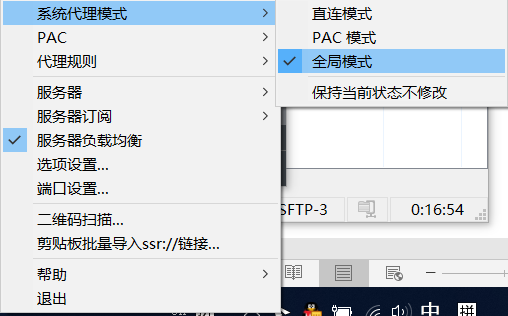 系统代理模式
PAC
代理规则
服务器
服务器订阅
服务器负载均衡
选项设置...
端口设置...
二维码扫描...
剪贴板批量导入ssr://链接...
帮助
退出
直连模式
PAC 模式
全局模式
保持当前状态不修改
SFTP-3
0:16:54
中
拼